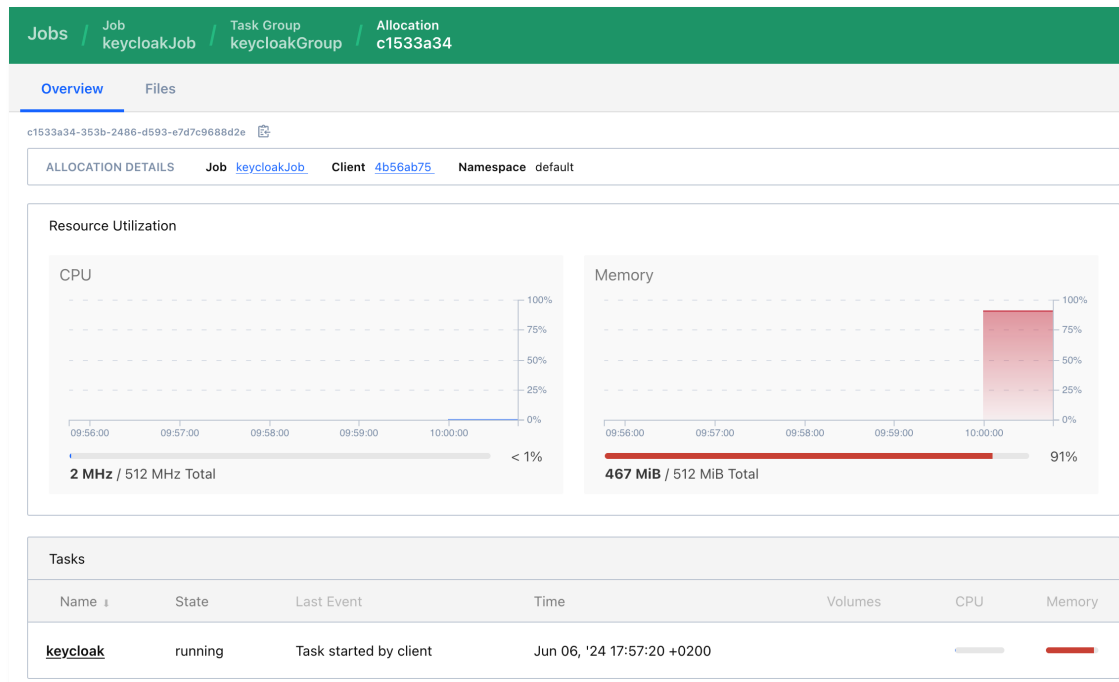 Jobs / Job keycloakJob / Task Group keycloakGroup / Allocation c1533a34
Overview Files
c1533a34-353b-2486-d593-e7d7c9688d2e
ALLOCATION DETAILS Job keycloakJob Client 4b56ab75 Namespace default
Resource Utilization
CPU
100%
75%
50%
25%
0%
09:56:00 09:57:00 09:58:00 09:59:00 10:00:00
< 1%
2 MHz / 512 MHz Total
Memory
100%
75%
50%
25%
0%
09:56:00 09:57:00 09:58:00 09:59:00 10:00:00
91%
467 MiB / 512 MiB Total
Tasks
Name State Last Event Time Volumes CPU Memory
keycloak running Task started by client Jun 06, '24 17:57:20 +0200